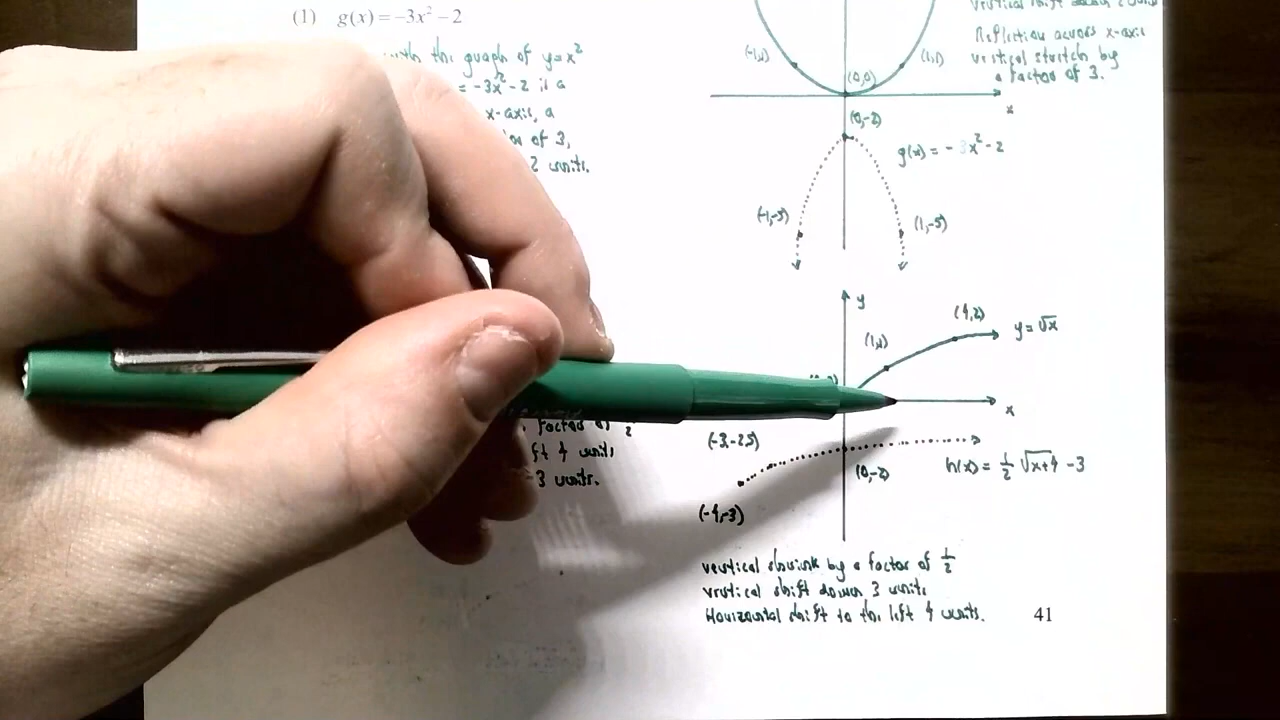 (1) g(x) = -3x² - 2
with the graph of y = x²
= -3x² - 2 is a
x-axis, a
of 3,
2 units.
vertical shift down 2 units
Reflection across x-axis
vertical stretch by
a factor of 3.
(1,1)
(0,0)
x
(0,-2)
g(x) = -3x² - 2
(-1,-5)
(1,-5)
y
(4,2)
y = √x
(1,1)
x
factor of ½
ft 4 units
-3 units.
(-3,-2.5)
(0,-2)
h(x) = ½ √x+4 - 3
(-4,-3)
vertical shrink by a factor of ½
vertical shift down 3 units
Horizontal shift to the left 4 units.
41